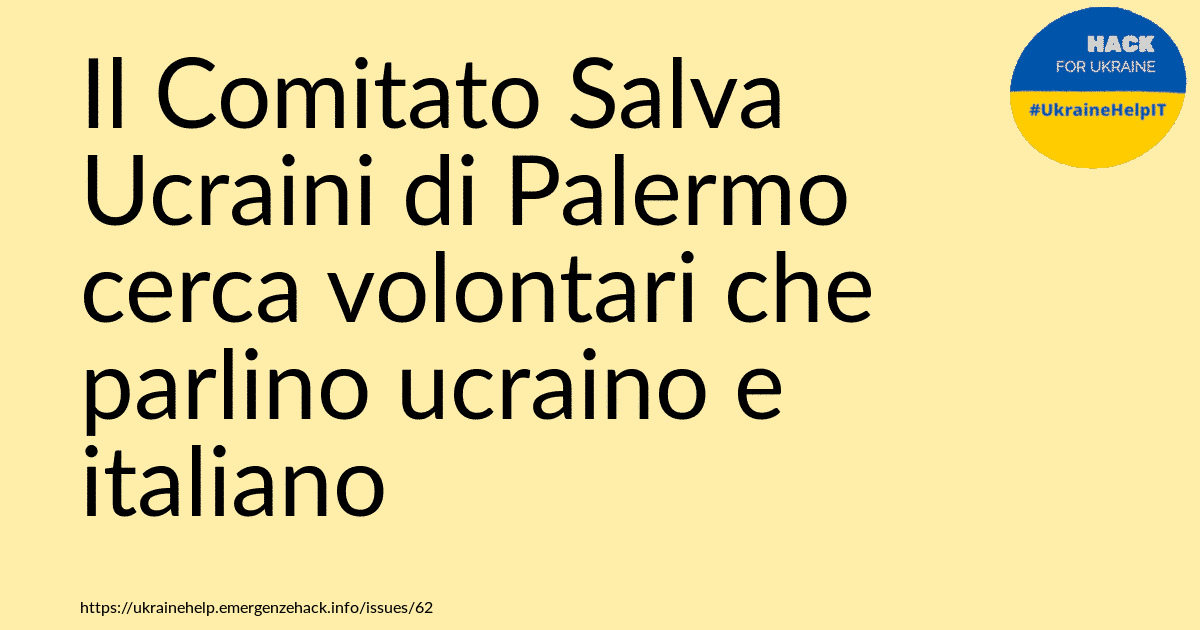 HACK
FOR UKRAINE
#UkraineHelpIT
Il Comitato Salva
Ucraini di Palermo
cerca volontari che
parlino ucraino e
italiano
https://ukrainehelp.emergenzehack.info/issues/62